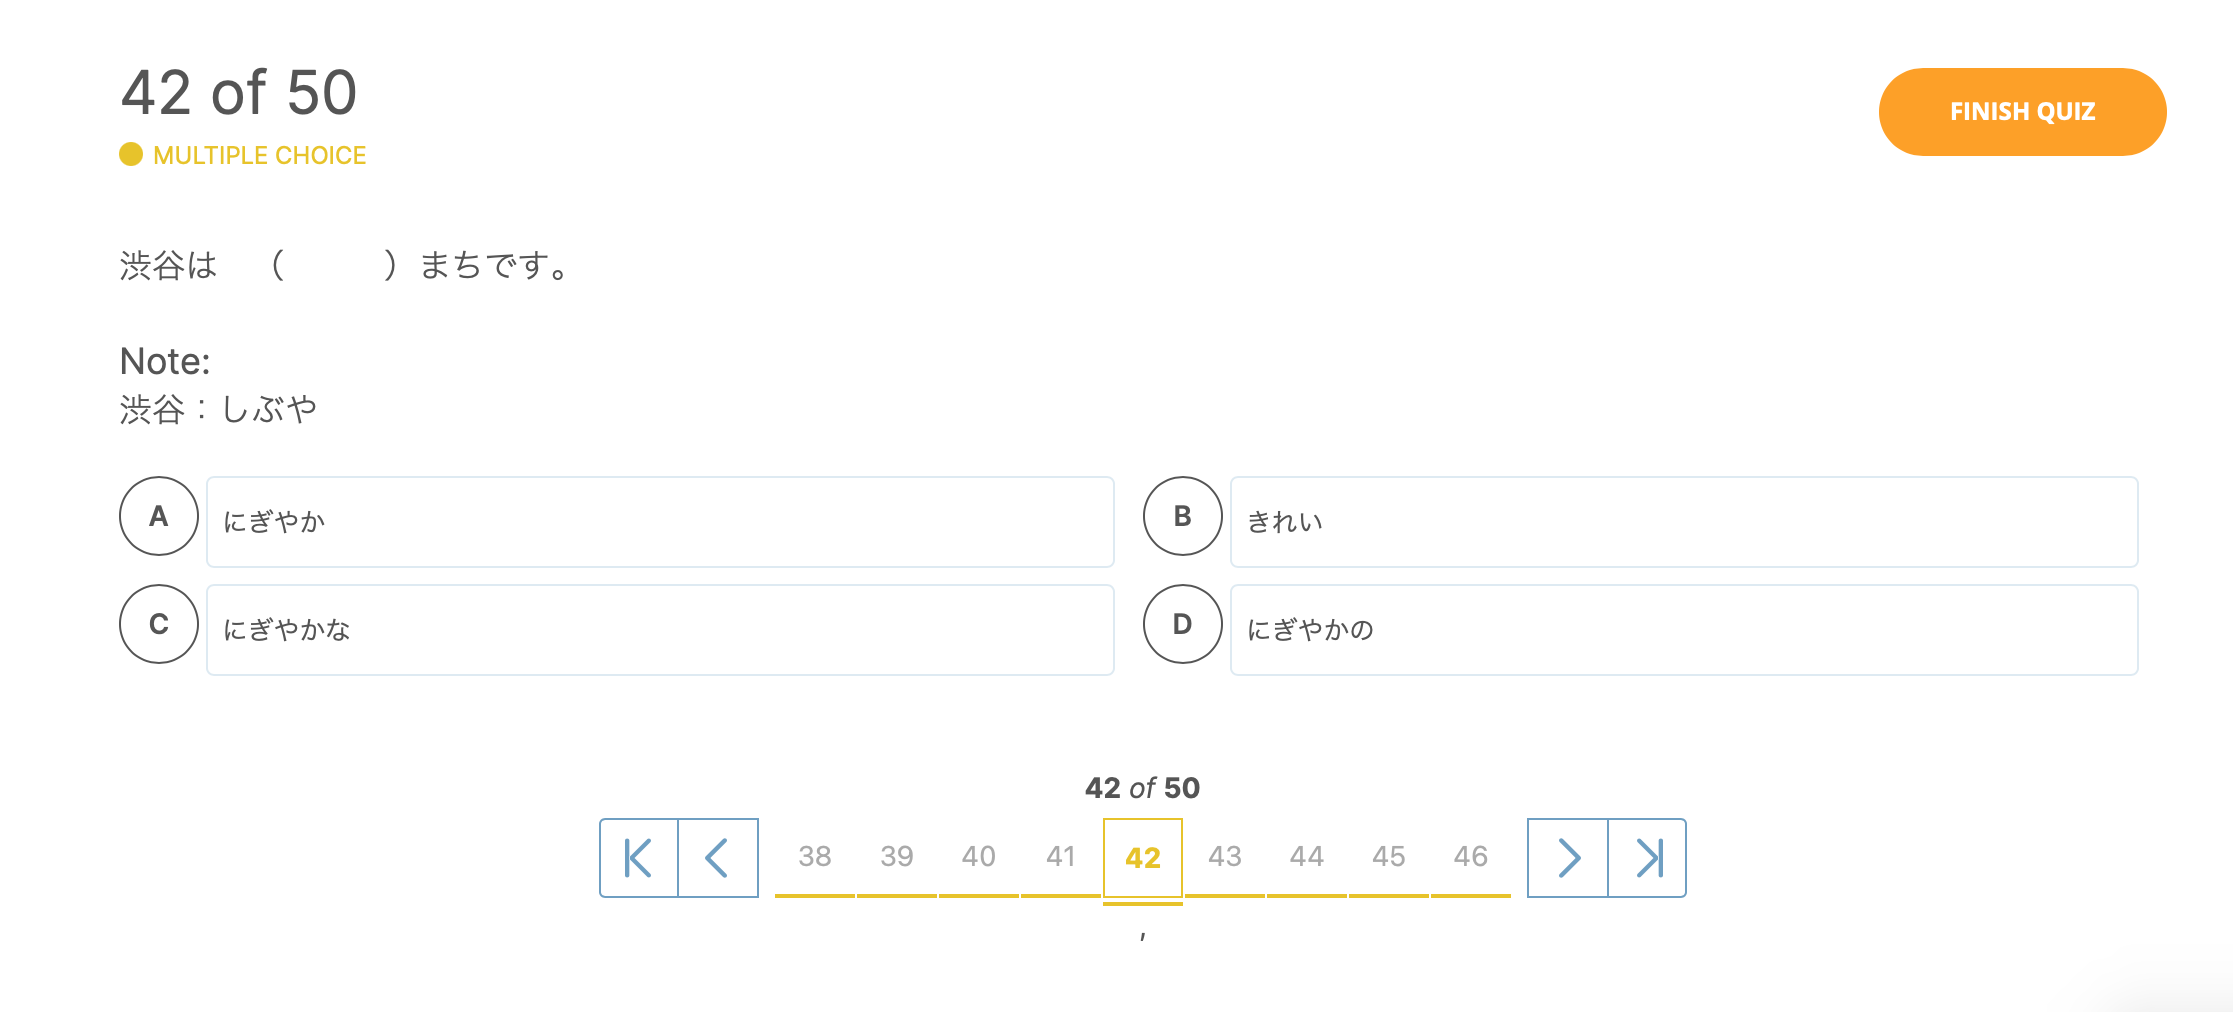 42 of 50
FINISH QUIZ
MULTIPLE CHOICE
渋谷は　（　　　）まちです。
Note:
渋谷：しぶや
A にぎやか
B きれい
C にぎやかな
D にぎやかの
42 of 50
38 39 40 41 42 43 44 45 46
,